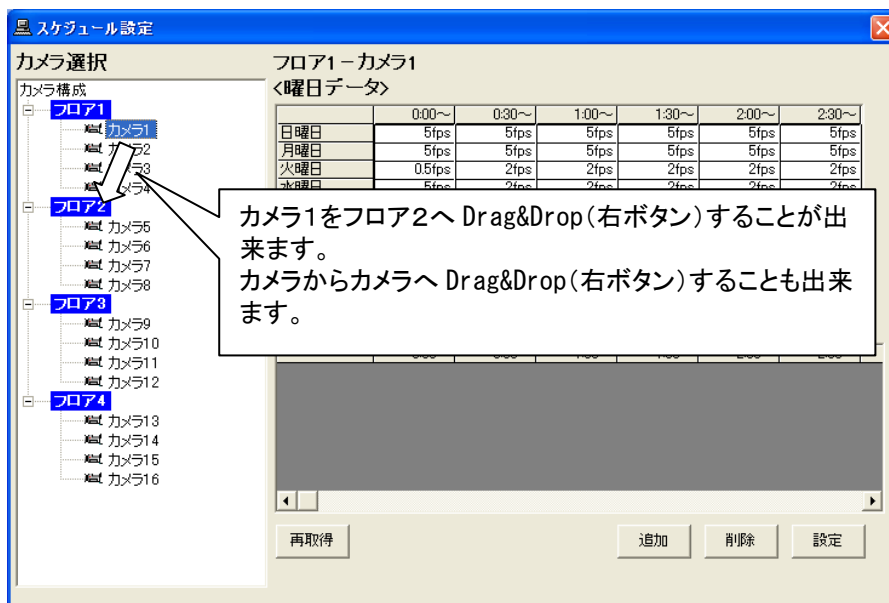 スケジュール設定
カメラ選択
カメラ構成
フロア1
カメラ1
カメラ2
カメラ3
カメラ4
フロア2
カメラ5
カメラ6
カメラ7
カメラ8
フロア3
カメラ9
カメラ10
カメラ11
カメラ12
フロア4
カメラ13
カメラ14
カメラ15
カメラ16
フロア1-カメラ1
<曜日データ>
0:00~ 0:30~ 1:00~ 1:30~ 2:00~ 2:30~
日曜日 5fps 5fps 5fps 5fps 5fps 5fps
月曜日 5fps 5fps 5fps 5fps 5fps 5fps
火曜日 0.5fps 2fps 2fps 2fps 2fps 2fps
水曜日 5fps 2fps 2fps 2fps 2fps 2fps
カメラ1をフロア2へ Drag&Drop(右ボタン)することが出
来ます。
カメラからカメラへ Drag&Drop(右ボタン)することも出来
ます。
再取得 追加 削除 設定